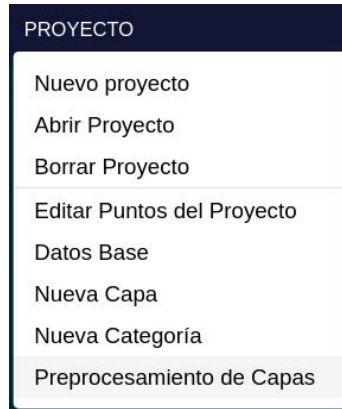 PROYECTO
Nuevo proyecto
Abrir Proyecto
Borrar Proyecto
Editar Puntos del Proyecto
Datos Base
Nueva Capa
Nueva Categoría
Preprocesamiento de Capas